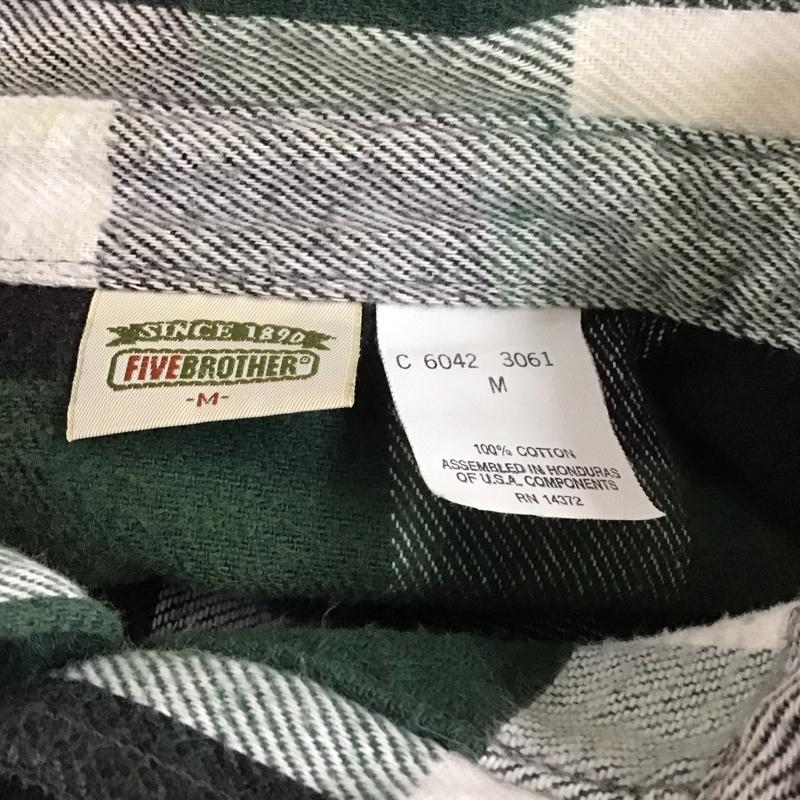 SINCE 1890
FIVEBROTHER®
-M-
C 6042 3061
M
100% COTTON
ASSEMBLED IN HONDURAS
OF U.S.A. COMPONENTS
RN 14372